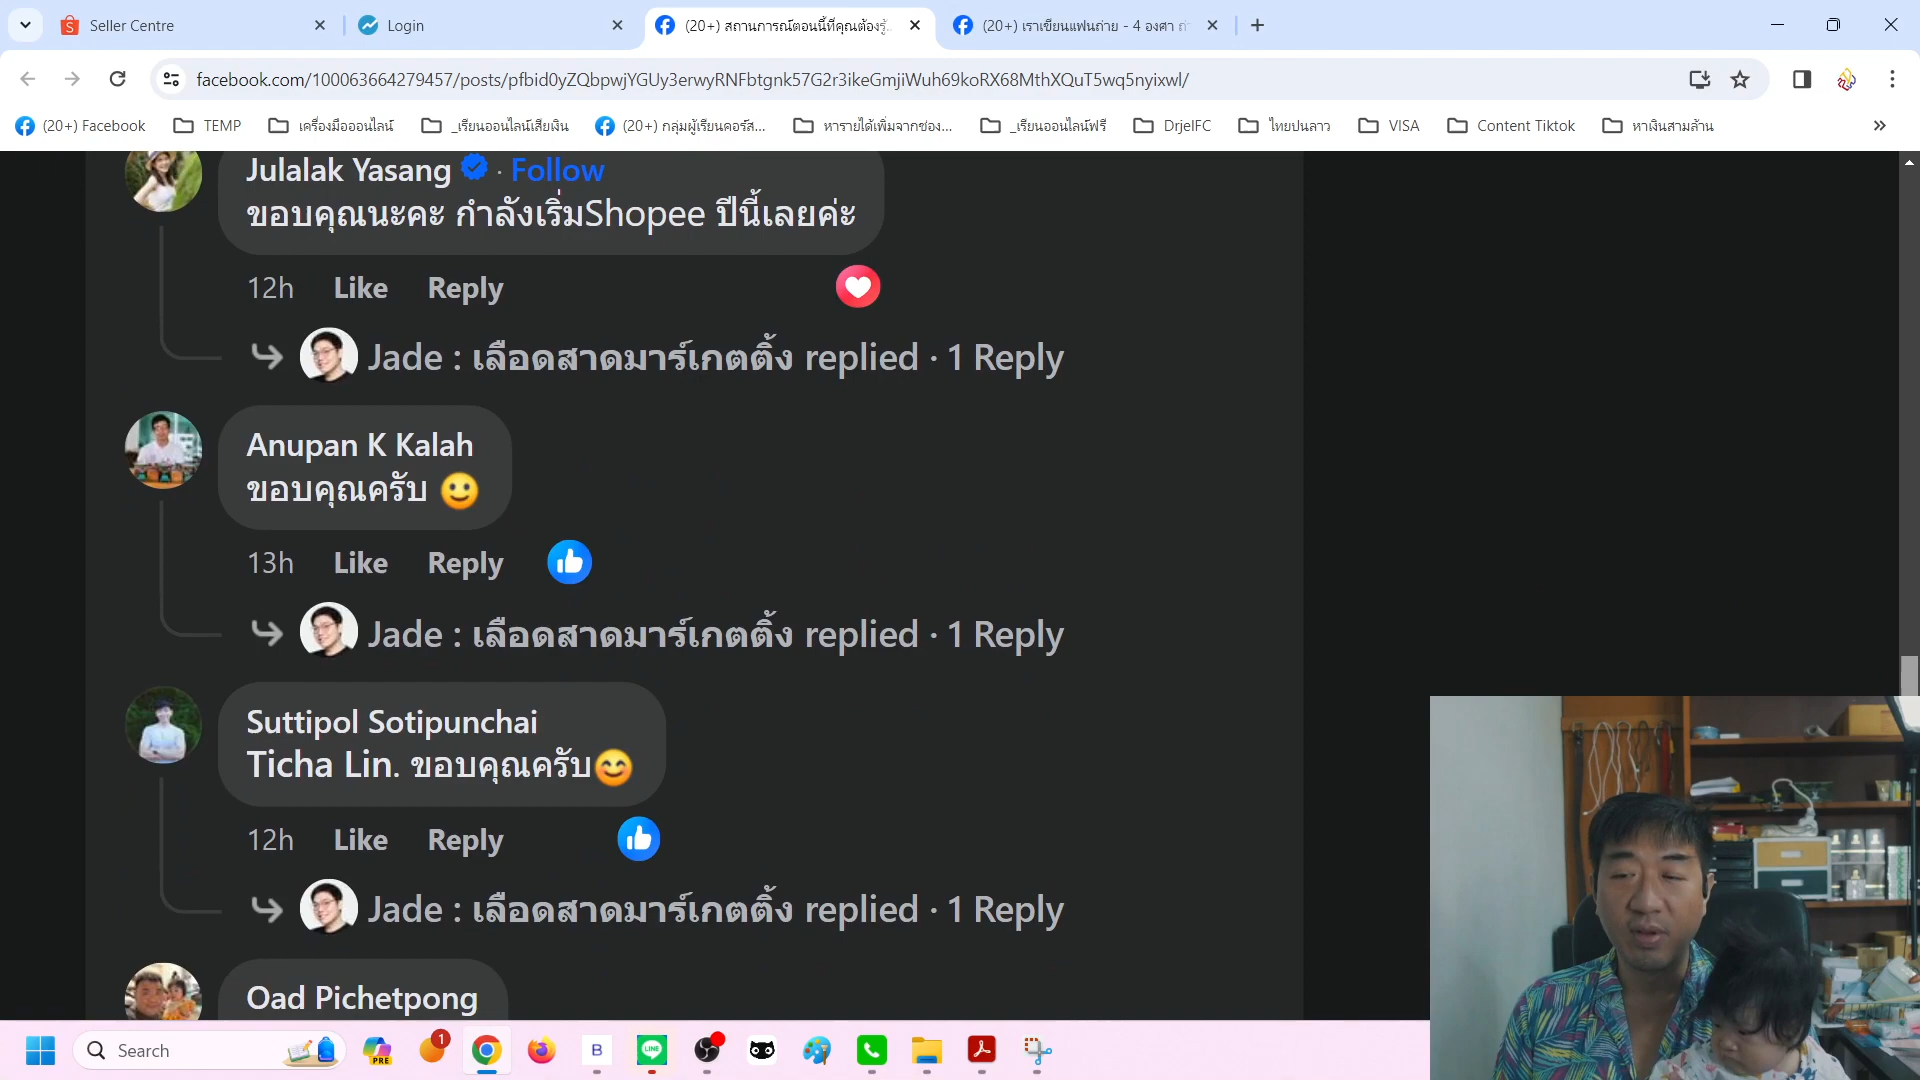 Seller Centre
Login
(20+) สถานการณ์ตอนนี้ที่คุณต้องรู้
(20+) เราเขียนแฟนถ่าย - 4 องศา
facebook.com/100063664279457/posts/pfbid0yZQbpwjYGUy3erwyRNFbtgnk57G2r3ikeGmjiWuh69koRX68MthXQuT5wq5nyixwl/
(20+) Facebook
TEMP
เครื่องมือออนไลน์
_เรียนออนไลน์เสียเงิน
(20+) กลุ่มผู้เรียนคอร์ส...
หารายได้เพิ่มจากช่อง...
_เรียนออนไลน์ฟรี
DrjelFC
ไทยปนลาว
VISA
Content Tiktok
หาเงินสามล้าน
Julalak Yasang · Follow
ขอบคุณนะคะ กำลังเริ่มShopee ปีนี้เลยค่ะ
12h Like Reply
Jade : เลือดสาดมาร์เกตติ้ง replied · 1 Reply
Anupan K Kalah
ขอบคุณครับ 🙂
13h Like Reply
Jade : เลือดสาดมาร์เกตติ้ง replied · 1 Reply
Suttipol Sotipunchai
Ticha Lin. ขอบคุณครับ😊
12h Like Reply
Jade : เลือดสาดมาร์เกตติ้ง replied · 1 Reply
Oad Pichetpong
Search
PRE
1
B
LINE